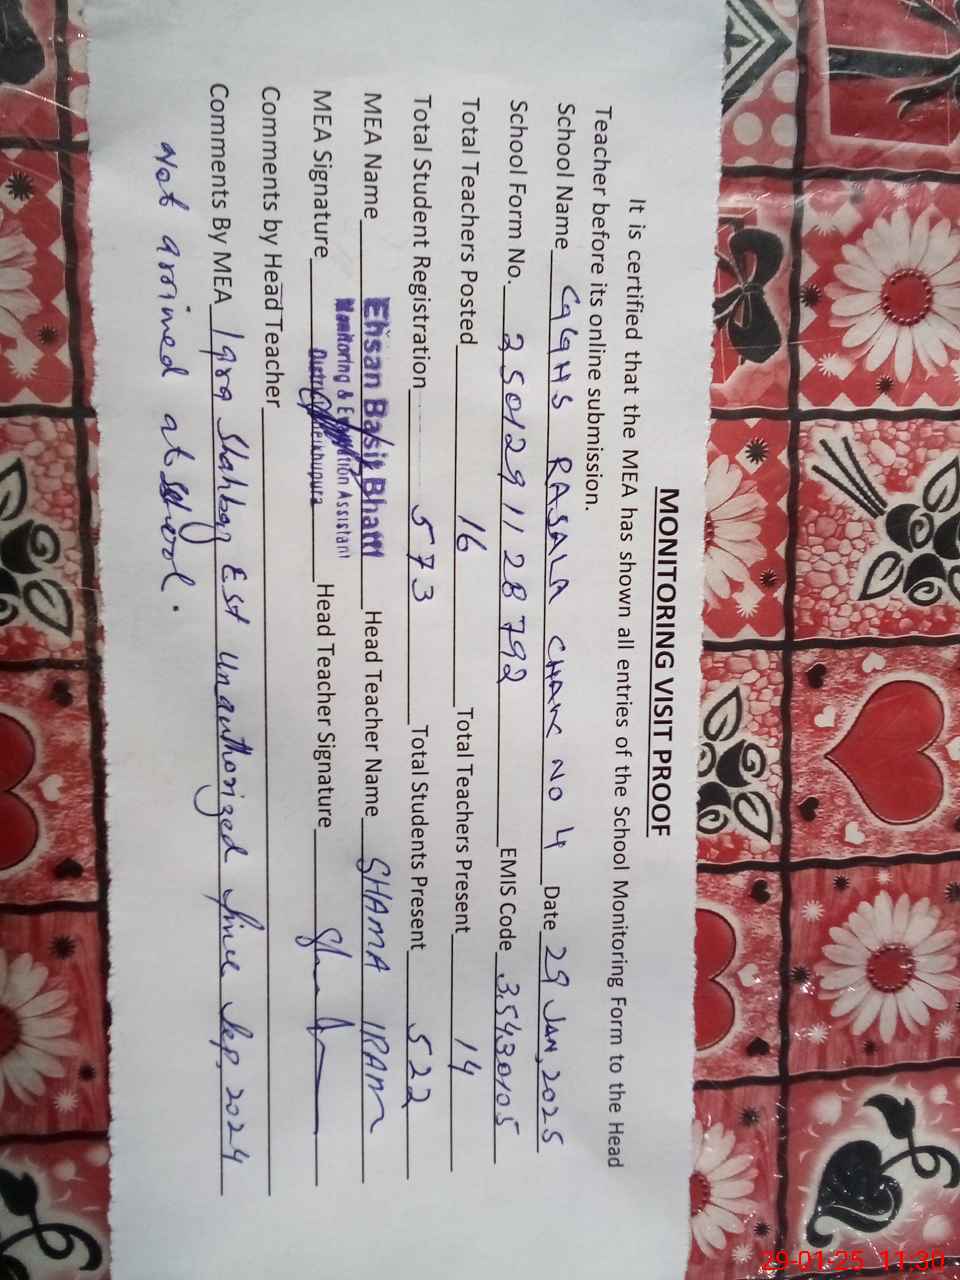 MONITORING VISIT PROOF
It is certified that the MEA has shown all entries of the School Monitoring Form to the Head
Teacher before its online submission.
School Name GGHS RASALA CHAK NO 4 Date 29 JAN, 2025
School Form No. 2501291128792 EMIS Code 35430105
Total Teachers Posted 16 Total Teachers Present 14
Total Student Registration 573 Total Students Present 522
MEA Name Ehsan Basit Bhatti Head Teacher Name SHAMA IRAM
Monitoring & Evaluation Assistant
MEA Signature Head Teacher Signature
Comments by Head Teacher
Comments By MEA Iqra Shahbaz Est Unauthorized Since Sep, 2024
Not arrived at school.
29-01-25 11:30